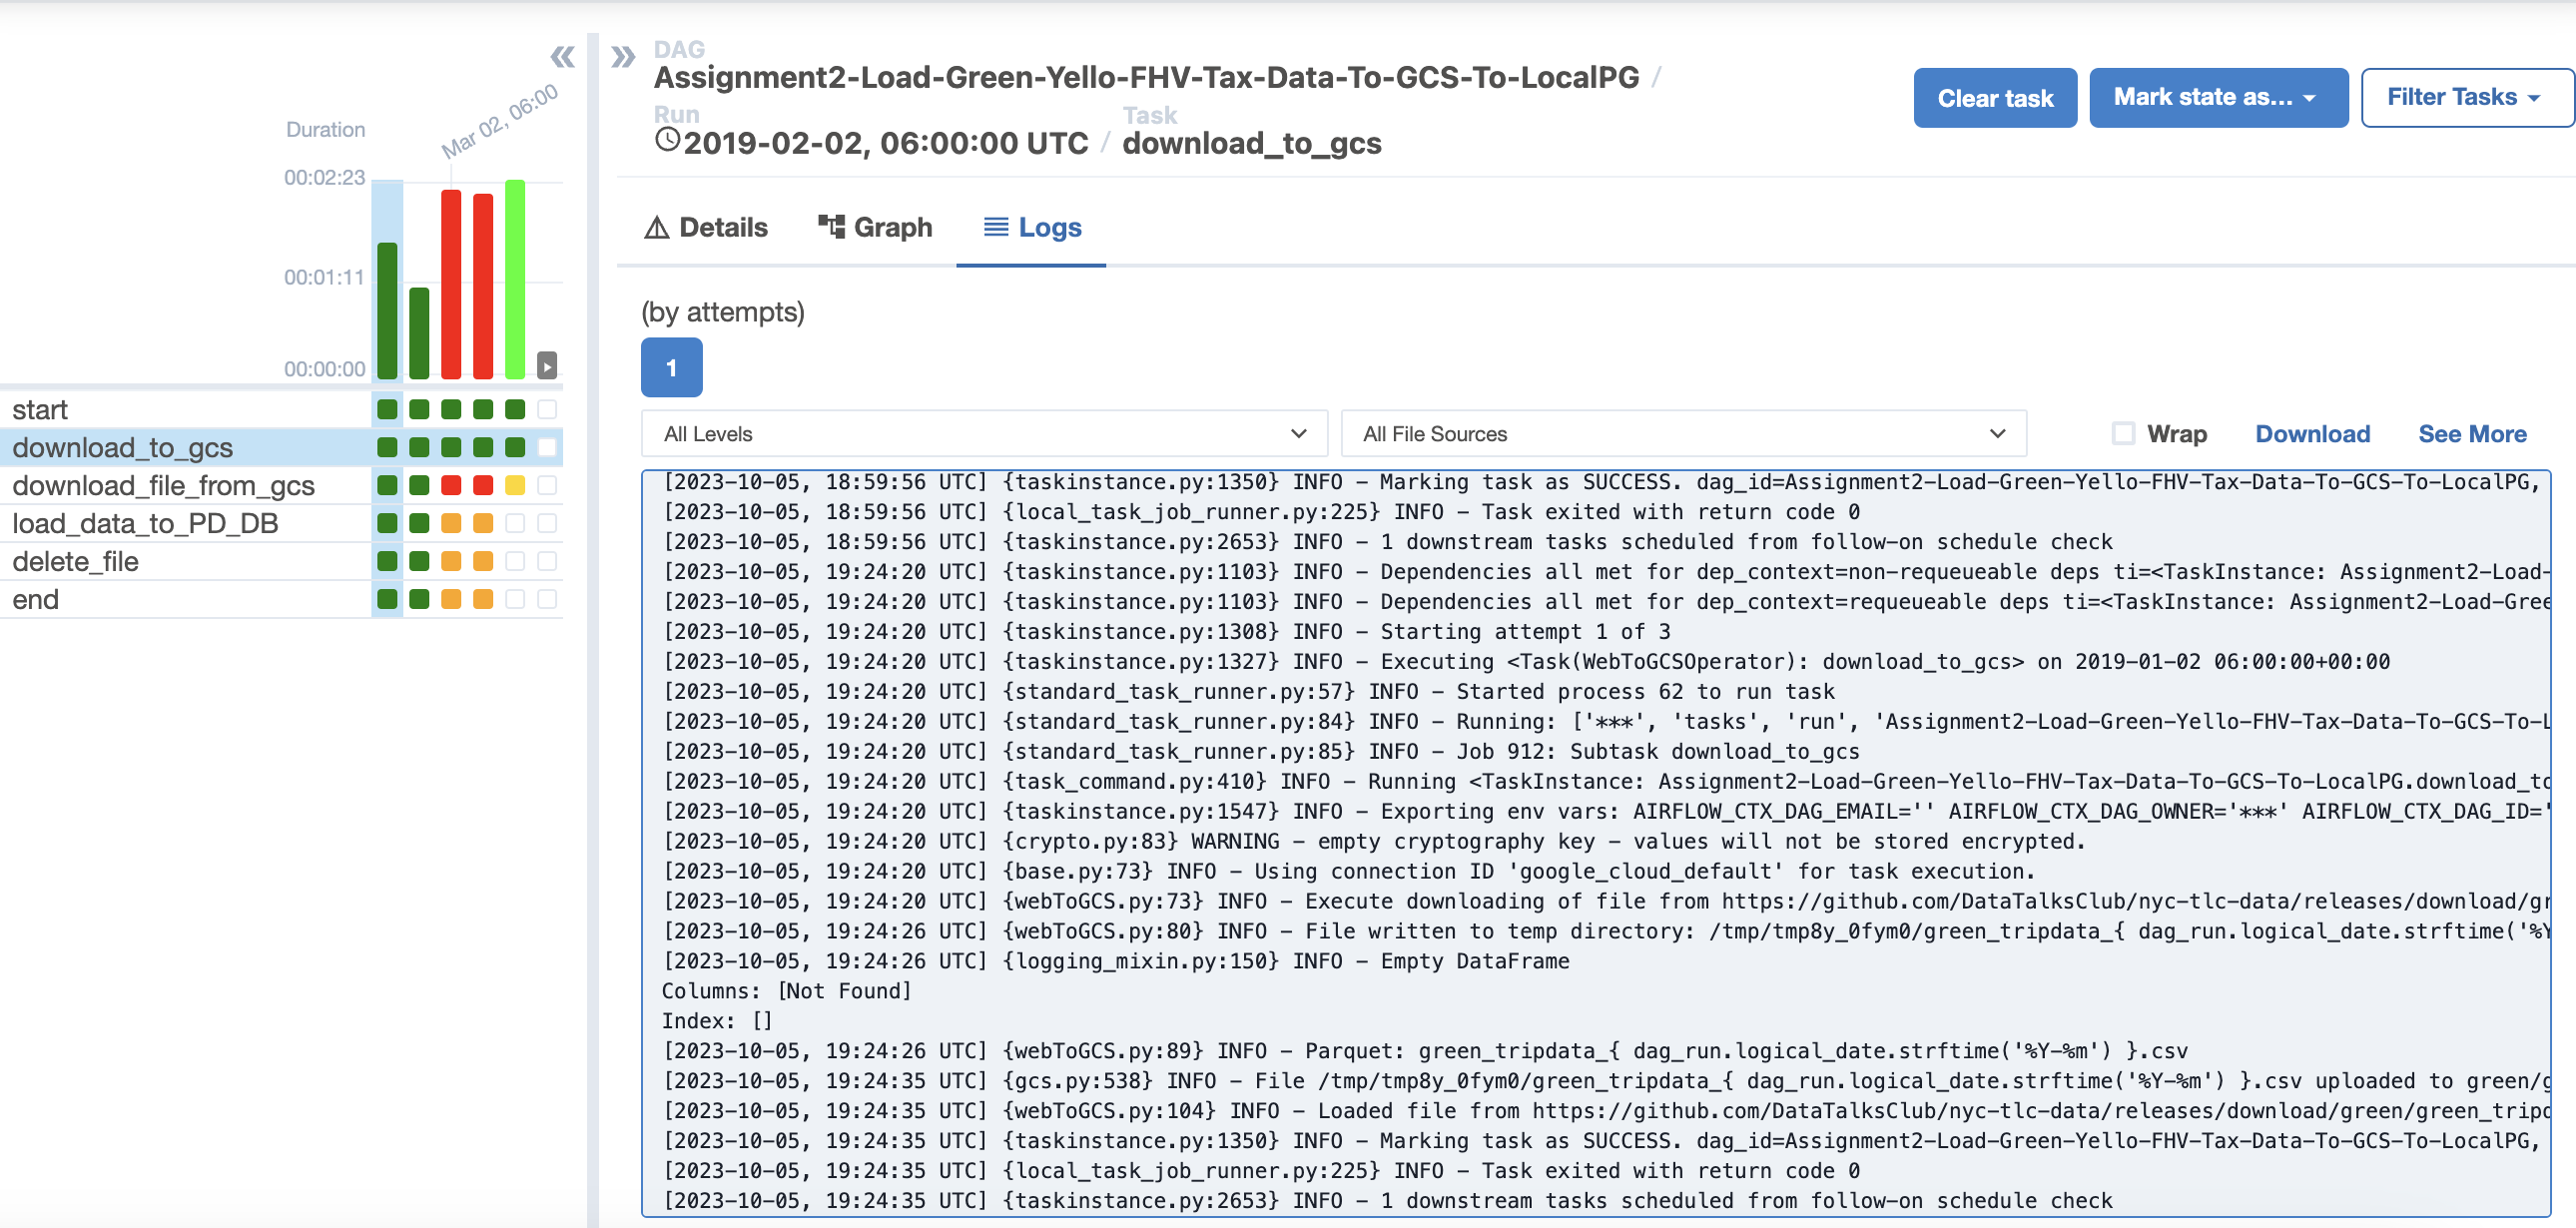 Duration
Mar 02, 06:00
00:02:23
00:01:11
00:00:00
start
download_to_gcs
download_file_from_gcs
load_data_to_PD_DB
delete_file
end
DAG
Assignment2-Load-Green-Yello-FHV-Tax-Data-To-GCS-To-LocalPG /
Run Task
2019-02-02, 06:00:00 UTC / download_to_gcs
Clear task Mark state as... Filter Tasks
Details Graph Logs
(by attempts)
1
All Levels All File Sources Wrap Download See More
[2023-10-05, 18:59:56 UTC] {taskinstance.py:1350} INFO - Marking task as SUCCESS. dag_id=Assignment2-Load-Green-Yello-FHV-Tax-Data-To-GCS-To-LocalPG,
[2023-10-05, 18:59:56 UTC] {local_task_job_runner.py:225} INFO - Task exited with return code 0
[2023-10-05, 18:59:56 UTC] {taskinstance.py:2653} INFO - 1 downstream tasks scheduled from follow-on schedule check
[2023-10-05, 19:24:20 UTC] {taskinstance.py:1103} INFO - Dependencies all met for dep_context=non-requeueable deps ti=<TaskInstance: Assignment2-Load-
[2023-10-05, 19:24:20 UTC] {taskinstance.py:1103} INFO - Dependencies all met for dep_context=requeueable deps ti=<TaskInstance: Assignment2-Load-Gree
[2023-10-05, 19:24:20 UTC] {taskinstance.py:1308} INFO - Starting attempt 1 of 3
[2023-10-05, 19:24:20 UTC] {taskinstance.py:1327} INFO - Executing <Task(WebToGCSOperator): download_to_gcs> on 2019-01-02 06:00:00+00:00
[2023-10-05, 19:24:20 UTC] {standard_task_runner.py:57} INFO - Started process 62 to run task
[2023-10-05, 19:24:20 UTC] {standard_task_runner.py:84} INFO - Running: ['***', 'tasks', 'run', 'Assignment2-Load-Green-Yello-FHV-Tax-Data-To-GCS-To-L
[2023-10-05, 19:24:20 UTC] {standard_task_runner.py:85} INFO - Job 912: Subtask download_to_gcs
[2023-10-05, 19:24:20 UTC] {task_command.py:410} INFO - Running <TaskInstance: Assignment2-Load-Green-Yello-FHV-Tax-Data-To-GCS-To-LocalPG.download_to
[2023-10-05, 19:24:20 UTC] {taskinstance.py:1547} INFO - Exporting env vars: AIRFLOW_CTX_DAG_EMAIL='' AIRFLOW_CTX_DAG_OWNER='***' AIRFLOW_CTX_DAG_ID='
[2023-10-05, 19:24:20 UTC] {crypto.py:83} WARNING - empty cryptography key - values will not be stored encrypted.
[2023-10-05, 19:24:20 UTC] {base.py:73} INFO - Using connection ID 'google_cloud_default' for task execution.
[2023-10-05, 19:24:20 UTC] {webToGCS.py:73} INFO - Execute downloading of file from https://github.com/DataTalksClub/nyc-tlc-data/releases/download/gr
[2023-10-05, 19:24:26 UTC] {webToGCS.py:80} INFO - File written to temp directory: /tmp/tmp8y_0fym0/green_tripdata_{ dag_run.logical_date.strftime('%Y
[2023-10-05, 19:24:26 UTC] {logging_mixin.py:150} INFO - Empty DataFrame
Columns: [Not Found]
Index: []
[2023-10-05, 19:24:26 UTC] {webToGCS.py:89} INFO - Parquet: green_tripdata_{ dag_run.logical_date.strftime('%Y-%m') }.csv
[2023-10-05, 19:24:35 UTC] {gcs.py:538} INFO - File /tmp/tmp8y_0fym0/green_tripdata_{ dag_run.logical_date.strftime('%Y-%m') }.csv uploaded to green/g
[2023-10-05, 19:24:35 UTC] {webToGCS.py:104} INFO - Loaded file from https://github.com/DataTalksClub/nyc-tlc-data/releases/download/green/green_tripd
[2023-10-05, 19:24:35 UTC] {taskinstance.py:1350} INFO - Marking task as SUCCESS. dag_id=Assignment2-Load-Green-Yello-FHV-Tax-Data-To-GCS-To-LocalPG,
[2023-10-05, 19:24:35 UTC] {local_task_job_runner.py:225} INFO - Task exited with return code 0
[2023-10-05, 19:24:35 UTC] {taskinstance.py:2653} INFO - 1 downstream tasks scheduled from follow-on schedule check